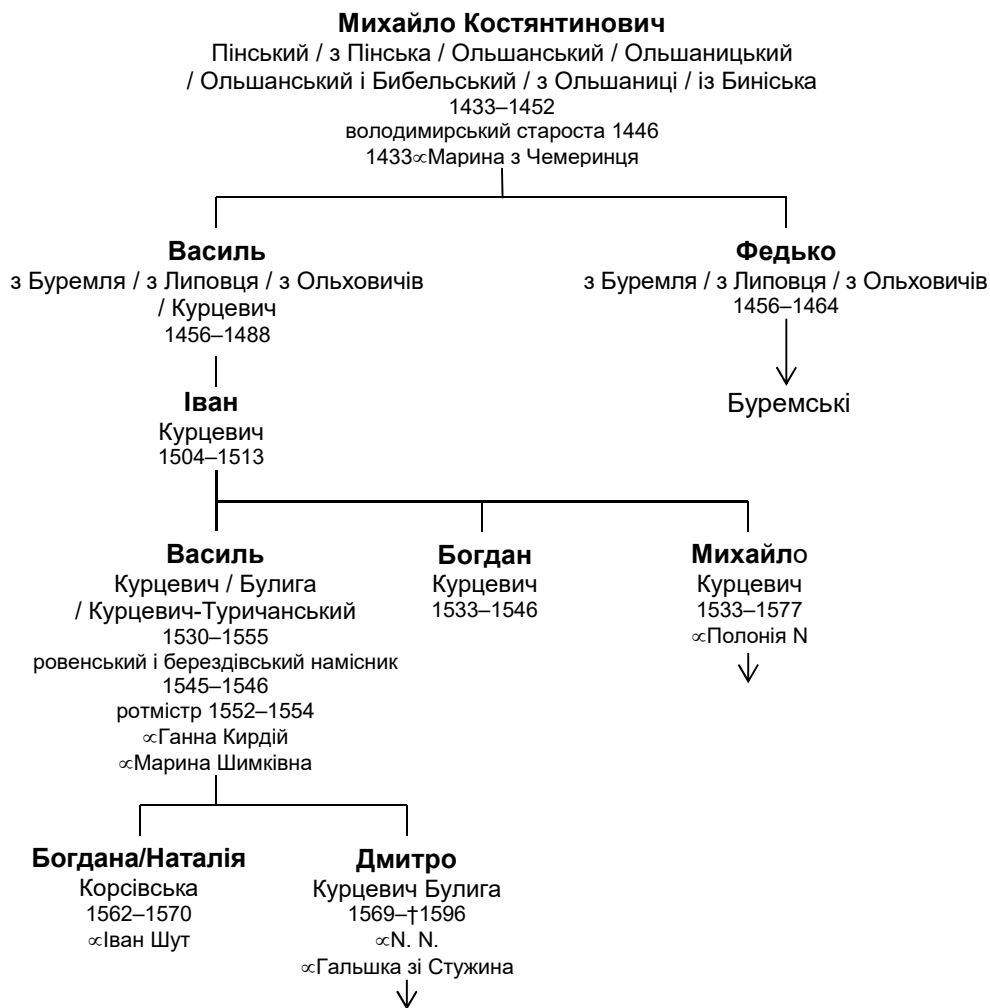 Михайло Костянтинович
Пінський / з Пінська / Ольшанський / Ольшаницький
/ Ольшанський і Бибельський / з Ольшаниці / із Биніська
1433–1452
володимирський староста 1446
1433∝Марина з Чемеринця
Василь
з Буремля / з Липовця / з Ольховичів
/ Курцевич
1456–1488
Федько
з Буремля / з Липовця / з Ольховичів
1456–1464
Буремські
Іван
Курцевич
1504–1513
Василь
Курцевич / Булига
/ Курцевич-Туричанський
1530–1555
ровенський і берездівський намісник
1545–1546
ротмістр 1552–1554
∝Ганна Кирдій
∝Марина Шимківна
Богдан
Курцевич
1533–1546
Михайло
Курцевич
1533–1577
∝Полонія N
Богдана/Наталія
Корсівська
1562–1570
∝Іван Шут
Дмитро
Курцевич Булига
1569–†1596
∝N. N.
∝Гальшка зі Стужина